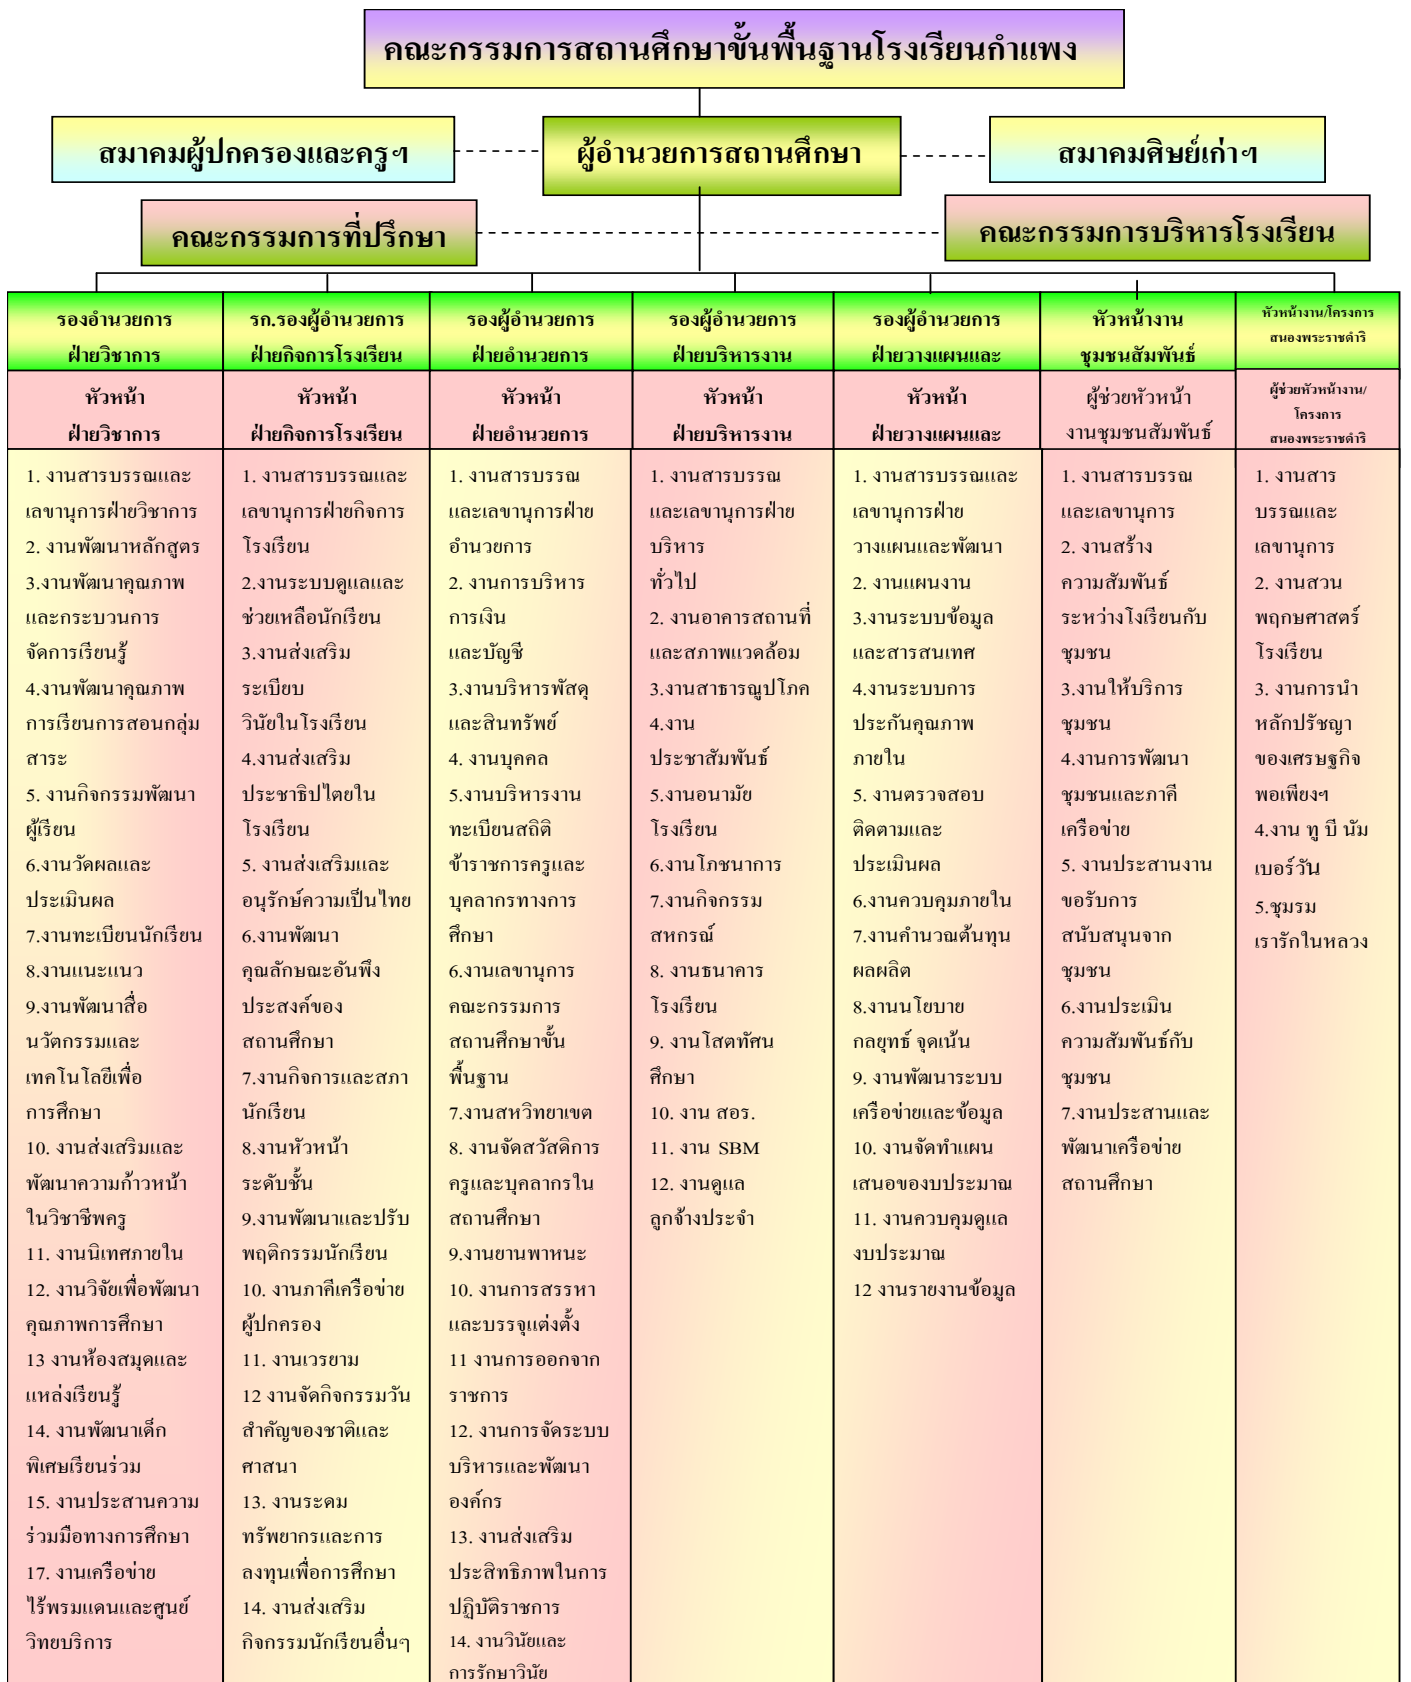 คณะกรรมการสถานศึกษาขั้นพื้นฐานโรงเรียนกำแพง
สมาคมผู้ปกครองและครูฯ
ผู้อำนวยการสถานศึกษา
สมาคมศิษย์เก่าฯ
คณะกรรมการที่ปรึกษา
คณะกรรมการบริหารโรงเรียน
รองอำนวยการ
ฝ่ายวิชาการ
หัวหน้า
ฝ่ายวิชาการ
1. งานสารบรรณและ
เลขานุการฝ่ายวิชาการ
2. งานพัฒนาหลักสูตร
3.งานพัฒนาคุณภาพ
และกระบวนการ
จัดการเรียนรู้
4.งานพัฒนาคุณภาพ
การเรียนการสอนกลุ่ม
สาระ
5. งานกิจกรรมพัฒนา
ผู้เรียน
6.งานวัดผลและ
ประเมินผล
7.งานทะเบียนนักเรียน
8.งานแนะแนว
9.งานพัฒนาสื่อ
นวัตกรรมและ
เทคโนโลยีเพื่อ
การศึกษา
10. งานส่งเสริมและ
พัฒนาความก้าวหน้า
ในวิชาชีพครู
11. งานนิเทศภายใน
12. งานวิจัยเพื่อพัฒนา
คุณภาพการศึกษา
13 งานห้องสมุดและ
แหล่งเรียนรู้
14. งานพัฒนาเด็ก
พิเศษเรียนร่วม
15. งานประสานความ
ร่วมมือทางการศึกษา
17. งานเครือข่าย
ไร้พรมแดนและศูนย์
วิทยบริการ
รก.รองผู้อำนวยการ
ฝ่ายกิจการโรงเรียน
หัวหน้า
ฝ่ายกิจการโรงเรียน
1. งานสารบรรณและ
เลขานุการฝ่ายกิจการ
โรงเรียน
2.งานระบบดูแลและ
ช่วยเหลือนักเรียน
3.งานส่งเสริม
ระเบียบ
วินัยในโรงเรียน
4.งานส่งเสริม
ประชาธิปไตยใน
โรงเรียน
5. งานส่งเสริมและ
อนุรักษ์ความเป็นไทย
6.งานพัฒนา
คุณลักษณะอันพึง
ประสงค์ของ
สถานศึกษา
7.งานกิจการและสภา
นักเรียน
8.งานหัวหน้า
ระดับชั้น
9.งานพัฒนาและปรับ
พฤติกรรมนักเรียน
10. งานภาคีเครือข่าย
ผู้ปกครอง
11. งานเวรยาม
12 งานจัดกิจกรรมวัน
สำคัญของชาติและ
ศาสนา
13. งานระดม
ทรัพยากรและการ
ลงทุนเพื่อการศึกษา
14. งานส่งเสริม
กิจกรรมนักเรียนอื่นๆ
รองผู้อำนวยการ
ฝ่ายอำนวยการ
หัวหน้า
ฝ่ายอำนวยการ
1. งานสารบรรณ
และเลขานุการฝ่าย
อำนวยการ
2. งานการบริหาร
การเงิน
และบัญชี
3.งานบริหารพัสดุ
และสินทรัพย์
4. งานบุคคล
5.งานบริหารงาน
ทะเบียนสถิติ
ข้าราชการครูและ
บุคลากรทางการ
ศึกษา
6.งานเลขานุการ
คณะกรรมการ
สถานศึกษาขั้น
พื้นฐาน
7.งานสหวิทยาเขต
8. งานจัดสวัสดิการ
ครูและบุคลากรใน
สถานศึกษา
9.งานยานพาหนะ
10. งานการสรรหา
และบรรจุแต่งตั้ง
11 งานการออกจาก
ราชการ
12. งานการจัดระบบ
บริหารและพัฒนา
องค์กร
13. งานส่งเสริม
ประสิทธิภาพในการ
ปฏิบัติราชการ
14. งานวินัยและ
การรักษาวินัย
รองผู้อำนวยการ
ฝ่ายบริหารงาน
หัวหน้า
ฝ่ายบริหารงาน
1. งานสารบรรณ
และเลขานุการฝ่าย
บริหาร
ทั่วไป
2. งานอาคารสถานที่
และสภาพแวดล้อม
3.งานสาธารณูปโภค
4.งาน
ประชาสัมพันธ์
5.งานอนามัย
โรงเรียน
6.งานโภชนาการ
7.งานกิจกรรม
สหกรณ์
8. งานธนาคาร
โรงเรียน
9. งานโสตทัศน
ศึกษา
10. งาน สอร.
11. งาน SBM
12. งานดูแล
ลูกจ้างประจำ
รองผู้อำนวยการ
ฝ่ายวางแผนและ
หัวหน้า
ฝ่ายวางแผนและ
1. งานสารบรรณและ
เลขานุการฝ่าย
วางแผนและพัฒนา
2. งานแผนงาน
3.งานระบบข้อมูล
และสารสนเทศ
4.งานระบบการ
ประกันคุณภาพ
ภายใน
5. งานตรวจสอบ
ติดตามและ
ประเมินผล
6.งานควบคุมภายใน
7.งานคำนวณต้นทุน
ผลผลิต
8.งานนโยบาย
กลยุทธ์ จุดเน้น
9. งานพัฒนาระบบ
เครือข่ายและข้อมูล
10. งานจัดทำแผน
เสนอของบประมาณ
11. งานควบคุมดูแล
งบประมาณ
12 งานรายงานข้อมูล
หัวหน้างาน
ชุมชนสัมพันธ์
ผู้ช่วยหัวหน้า
งานชุมชนสัมพันธ์
1. งานสารบรรณ
และเลขานุการ
2. งานสร้าง
ความสัมพันธ์
ระหว่างโงเรียนกับ
ชุมชน
3.งานให้บริการ
ชุมชน
4.งานการพัฒนา
ชุมชนและภาคี
เครือข่าย
5. งานประสานงาน
ขอรับการ
สนับสนุนจาก
ชุมชน
6.งานประเมิน
ความสัมพันธ์กับ
ชุมชน
7.งานประสานและ
พัฒนาเครือข่าย
สถานศึกษา
หัวหน้างาน/โครงการ
สนองพระราชดำริ
ผู้ช่วยหัวหน้างาน/
โครงการ
สนองพระราชดำริ
1. งานสาร
บรรณและ
เลขานุการ
2. งานสวน
พฤกษศาสตร์
โรงเรียน
3. งานการนำ
หลักปรัชญา
ของเศรษฐกิจ
พอเพียงฯ
4.งาน ทู บี นัม
เบอร์วัน
5.ชุมรม
เรารักในหลวง